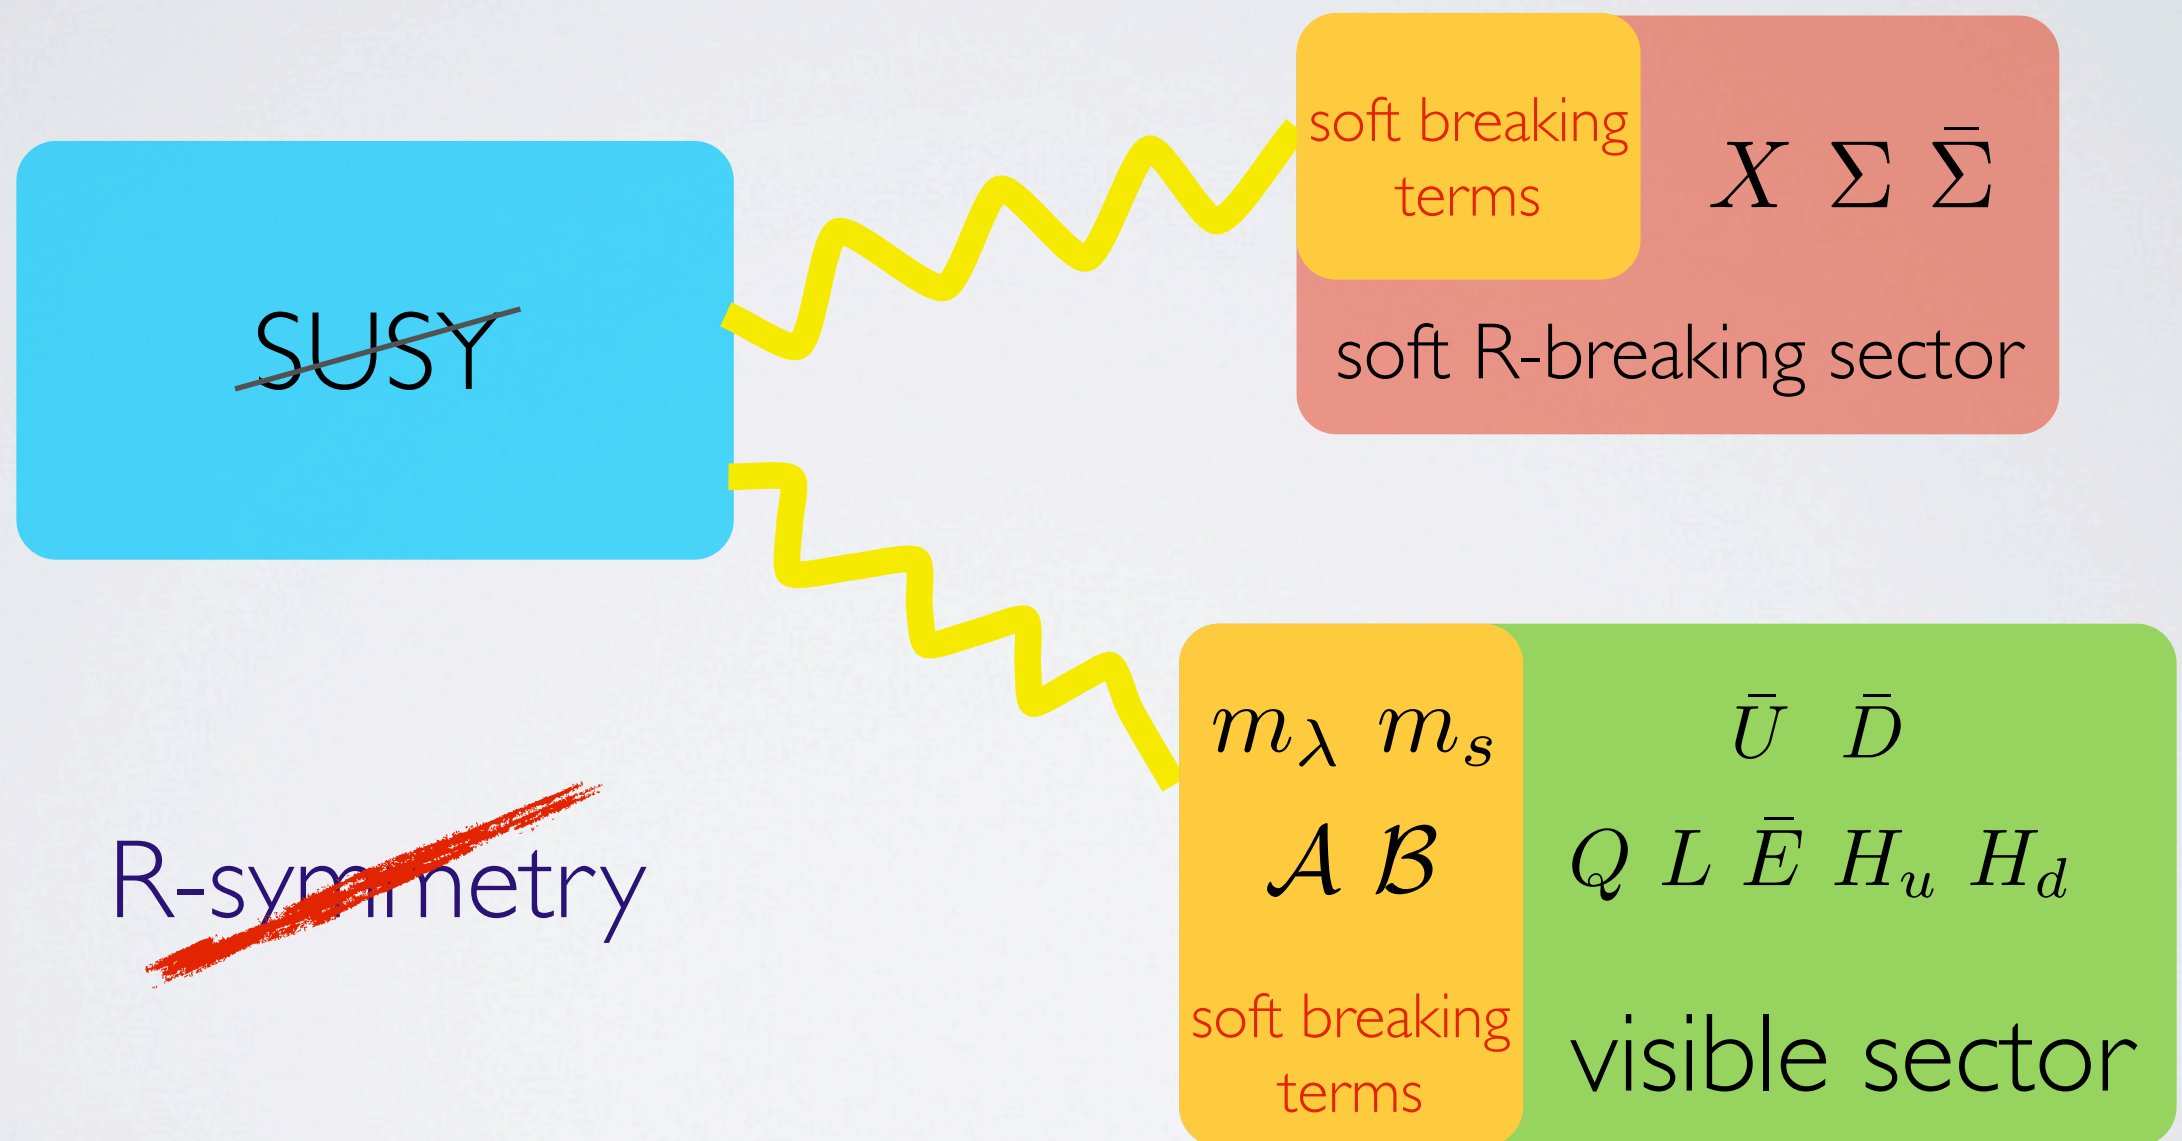 SUSY
soft breaking
terms
X Σ Σ̄
soft R-breaking sector
R-symmetry
m_λ m_s
𝒜 ℬ
soft breaking
terms
Ū D̄
Q L Ē H_u H_d
visible sector